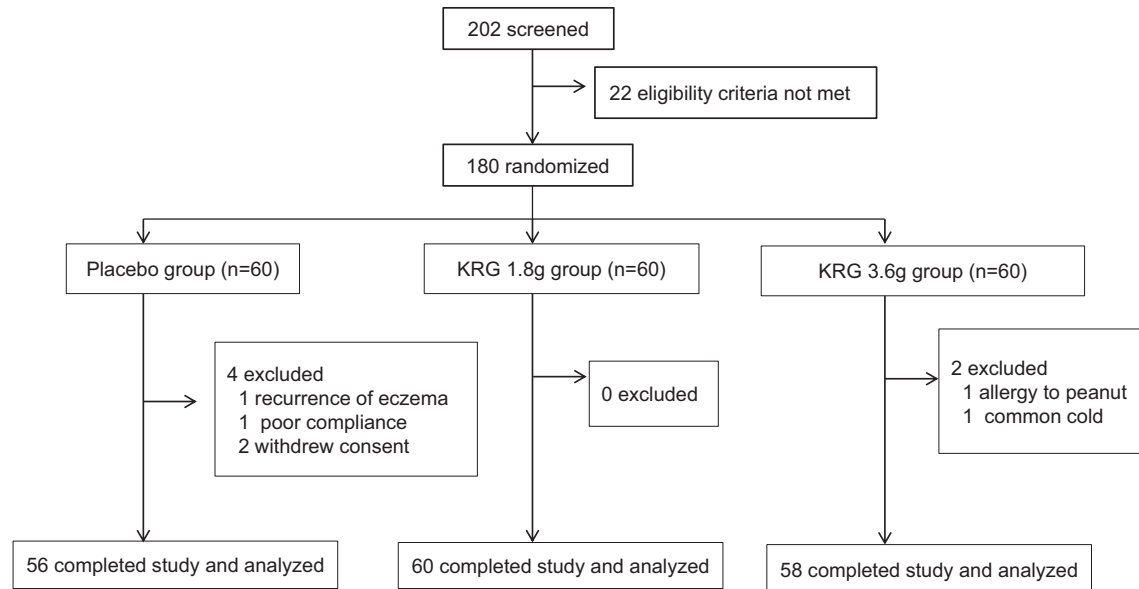 202 screened
22 eligibility criteria not met
180 randomized
Placebo group (n=60)
KRG 1.8g group (n=60)
KRG 3.6g group (n=60)
4 excluded
1 recurrence of eczema
1 poor compliance
2 withdrew consent
0 excluded
2 excluded
1 allergy to peanut
1 common cold
56 completed study and analyzed
60 completed study and analyzed
58 completed study and analyzed